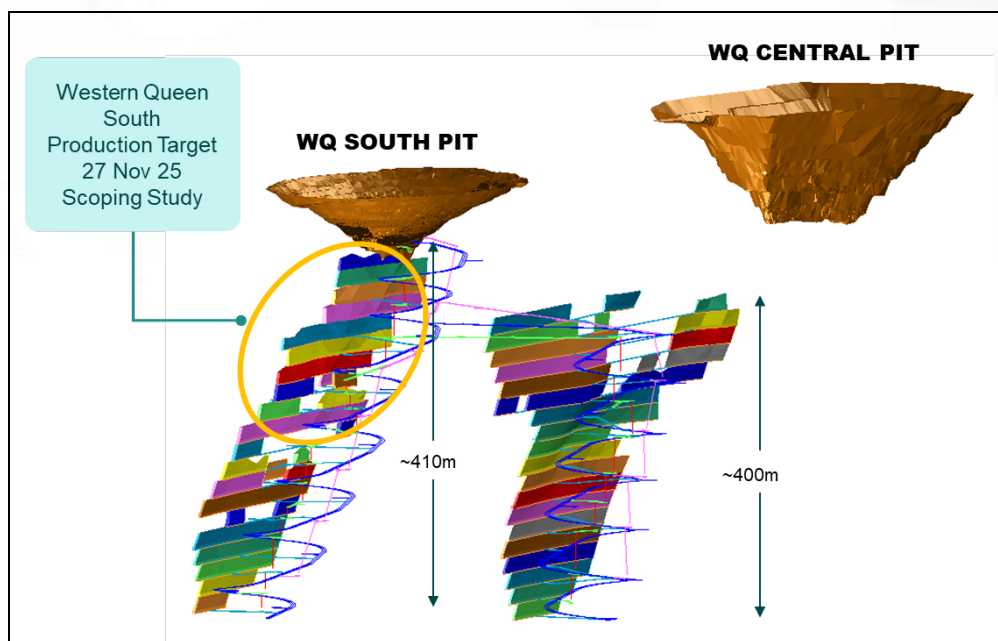 WQ CENTRAL PIT
Western Queen
South
Production Target
27 Nov 25
Scoping Study
WQ SOUTH PIT
~410m
~400m